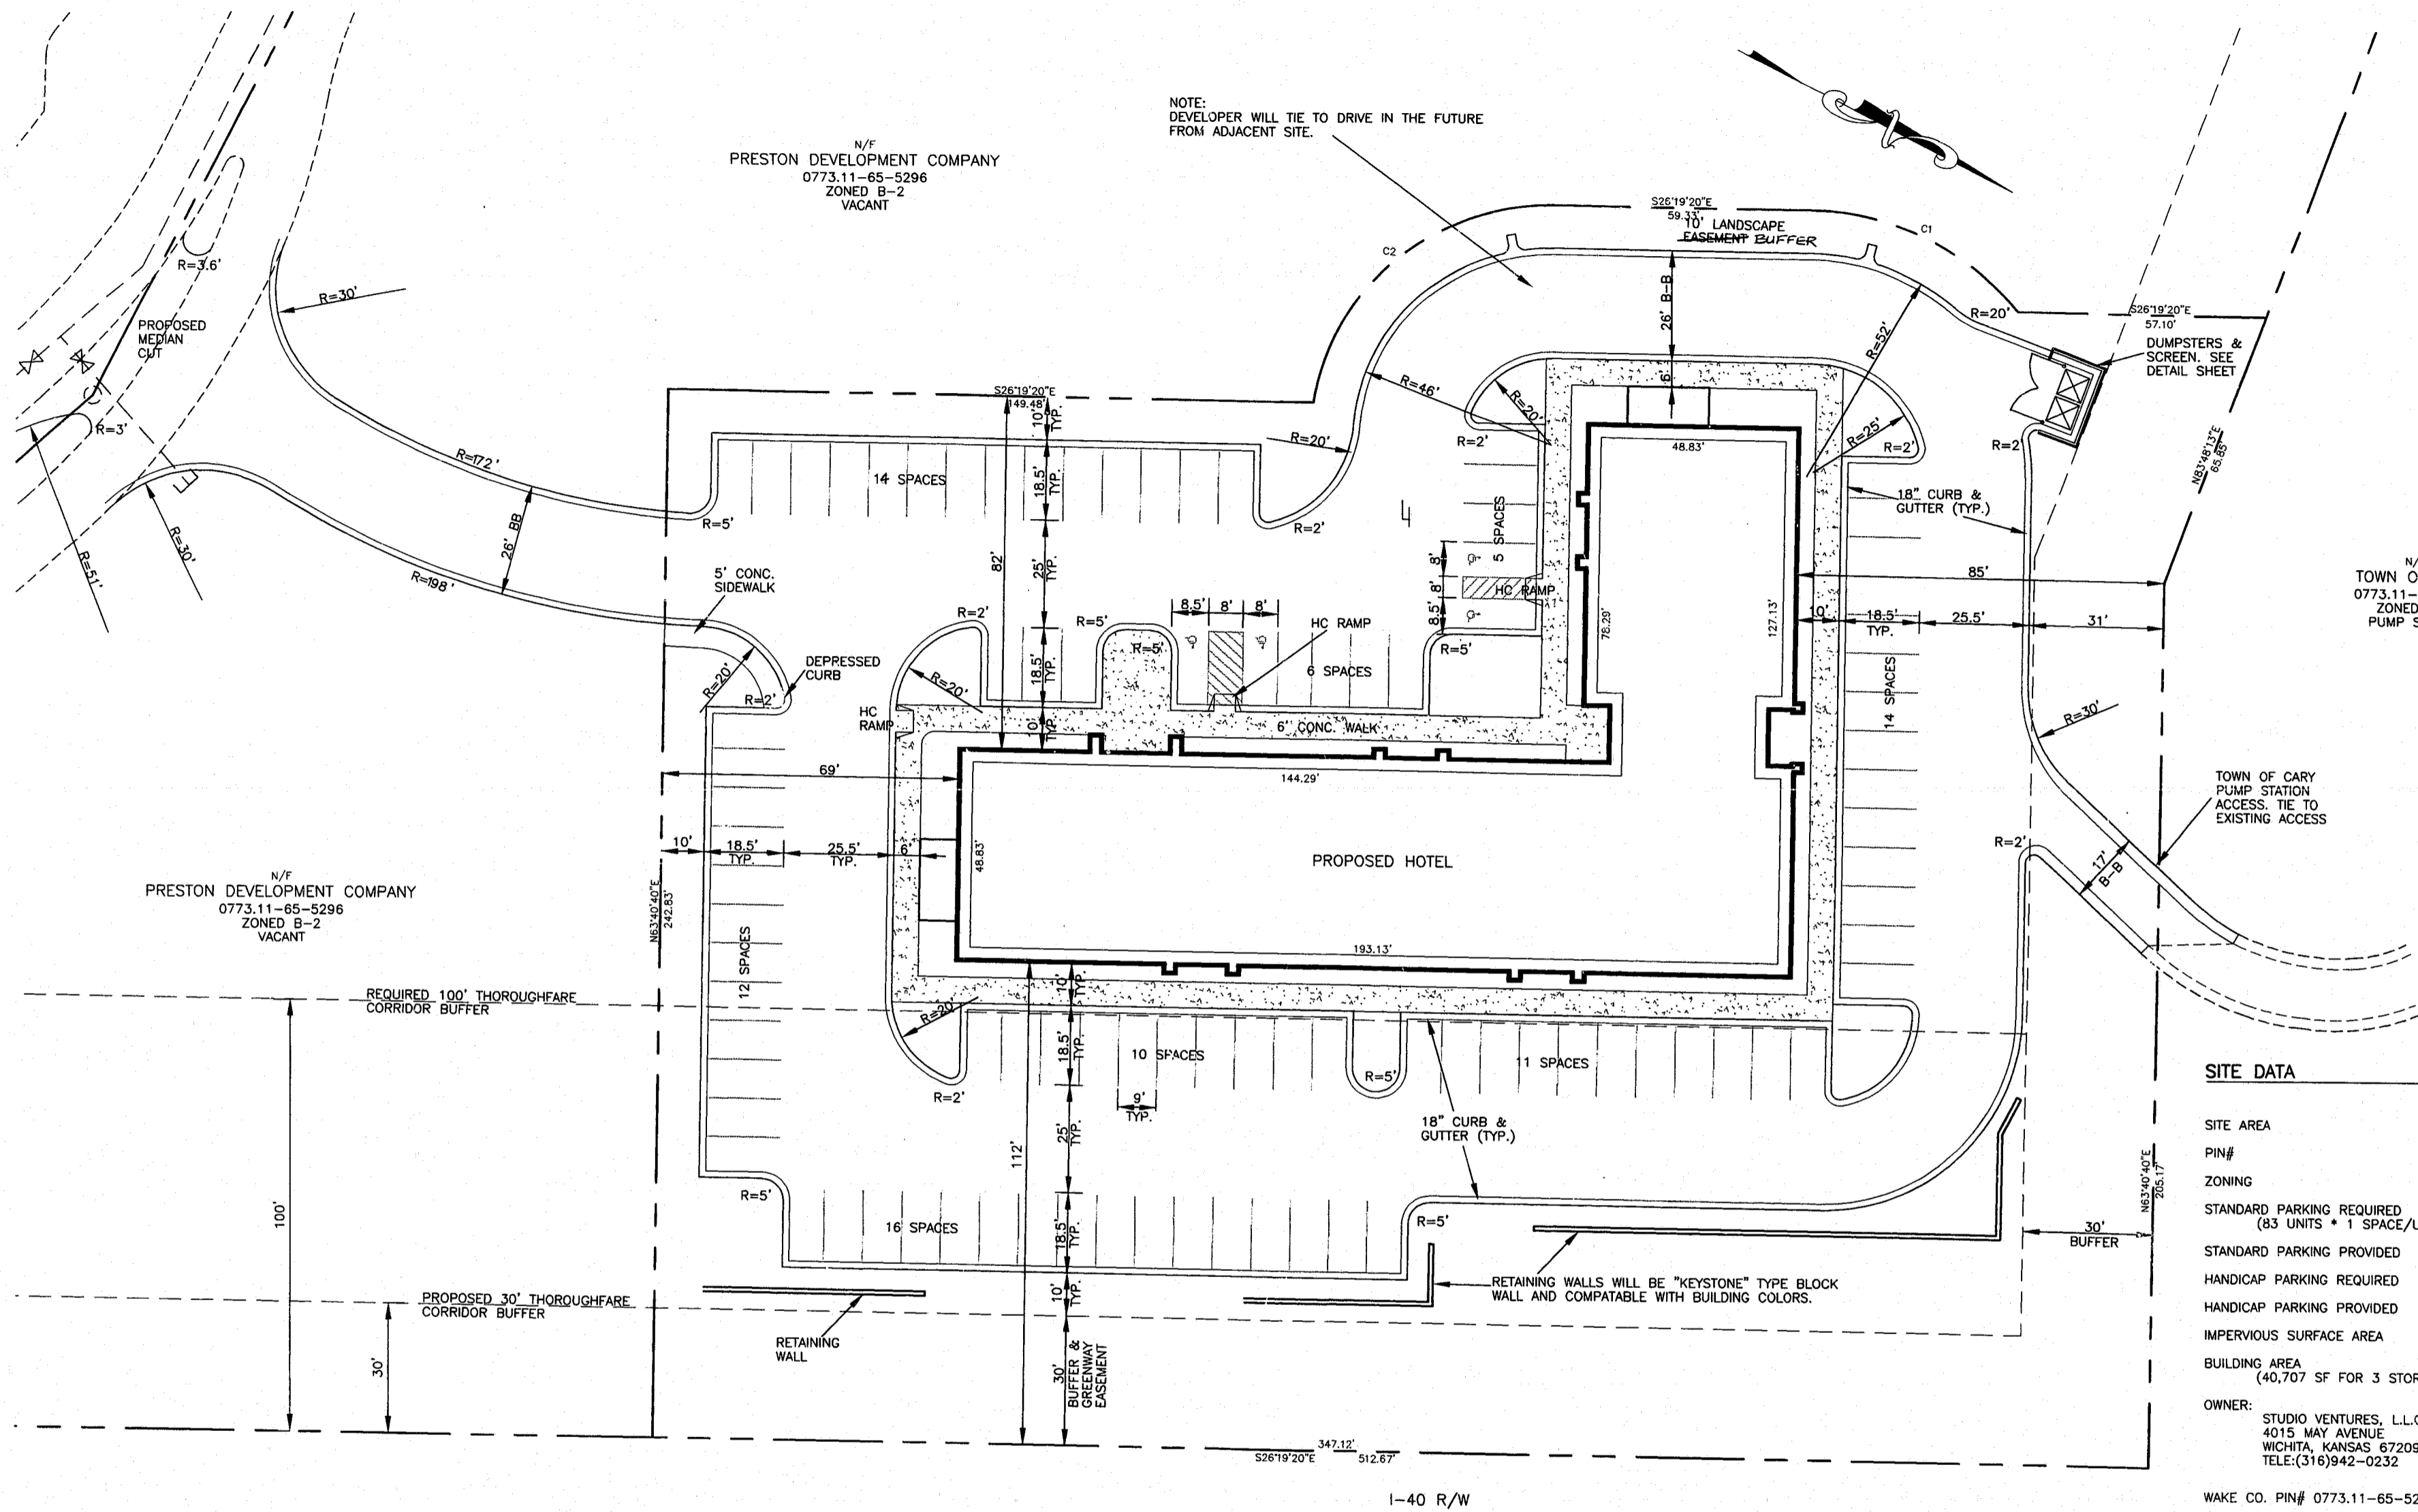 NOTE:
DEVELOPER WILL TIE TO DRIVE IN THE FUTURE
FROM ADJACENT SITE.
N/F
PRESTON DEVELOPMENT COMPANY
0773.11-65-5296
ZONED B-2
VACANT
S26°19'20"E
59.33'
10' LANDSCAPE
EASEMENT BUFFER
C2
C1
R=3.6'
R=30'
PROPOSED
MEDIAN
CUT
R=3'
R=51'
R=30'
R=172'
26' BB
R=198'
S26°19'20"E
149.48'
10'
TYP.
14 SPACES
18.5'
TYP.
82'
25'
TYP.
R=5'
R=20'
R=2'
R=46'
R=20'
R=2'
26' B-B
6'
R=52'
R=25'
R=2'
R=20'
S26°19'20"E
57.10'
DUMPSTERS &
SCREEN. SEE
DETAIL SHEET
R=2'
N83°48'13"E
65.85'
48.83'
4
5 SPACES
8'
8'
8.5'
HC RAMP
18" CURB &
GUTTER (TYP.)
85'
TOWN O
0773.11-
ZONED
PUMP S
5' CONC.
SIDEWALK
DEPRESSED
CURB
R=20'
R=2'
R=2'
R=20'
HC
RAMP
18.5'
TYP.
R=5'
R=5'
8.5'
8'
8'
HC RAMP
6 SPACES
R=5'
78.29'
127.13'
10'
18.5'
TYP.
25.5'
31'
14 SPACES
R=30'
10'
TYP.
6' CONC. WALK
69'
144.29'
TOWN OF CARY
PUMP STATION
ACCESS. TIE TO
EXISTING ACCESS
10'
18.5'
TYP.
25.5'
TYP.
6'
48.83'
PROPOSED HOTEL
R=2'
17'
B-B
N/F
PRESTON DEVELOPMENT COMPANY
0773.11-65-5296
ZONED B-2
VACANT
N63°40'40"E
242.83'
12 SPACES
193.13'
REQUIRED 100' THOROUGHFARE
CORRIDOR BUFFER
10'
TYP.
R=20'
R=2'
18.5'
TYP.
10 SPACES
9'
TYP.
R=5'
11 SPACES
25'
TYP.
112'
18" CURB &
GUTTER (TYP.)
100'
R=5'
16 SPACES
18.5'
TYP.
R=5'
30'
BUFFER
N63°40'40"E
205.17'
PROPOSED 30' THOROUGHFARE
CORRIDOR BUFFER
10'
TYP.
RETAINING WALLS WILL BE "KEYSTONE" TYPE BLOCK
WALL AND COMPATABLE WITH BUILDING COLORS.
RETAINING
WALL
30'
30'
BUFFER &
GREENWAY
EASEMENT
347.12'
S26°19'20"E 512.67'
I-40 R/W
SITE DATA
SITE AREA
PIN#
ZONING
STANDARD PARKING REQUIRED
(83 UNITS * 1 SPACE/U
STANDARD PARKING PROVIDED
HANDICAP PARKING REQUIRED
HANDICAP PARKING PROVIDED
IMPERVIOUS SURFACE AREA
BUILDING AREA
(40,707 SF FOR 3 STOR
OWNER:
STUDIO VENTURES, L.L.C
4015 MAY AVENUE
WICHITA, KANSAS 67209
TELE:(316)942-0232
WAKE CO. PIN# 0773.11-65-52